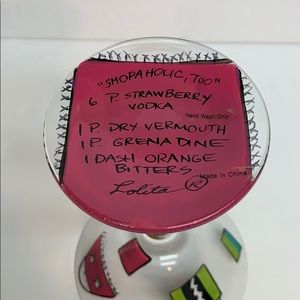 "SHOPAHOLIC, TOO"
6 P. STRAWBERRY
VODKA
Hand Wash Only
1 P. DRY VERMOUTH
1 P. GRENADINE
1 DASH ORANGE
BITTERS
Made in China
Lolita ®